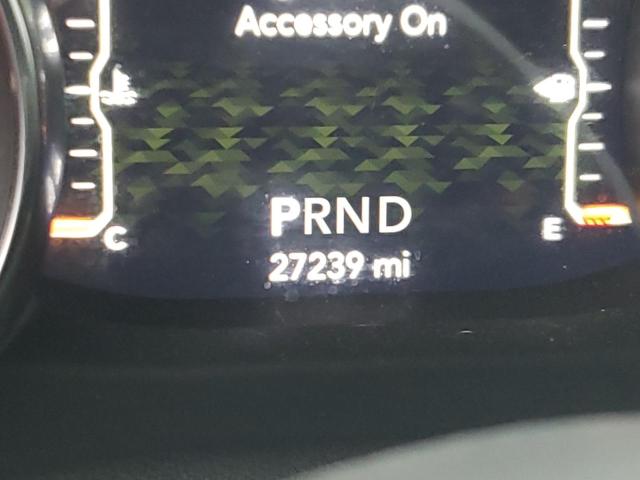 Accessory On
PRND
C
E
27239 mi